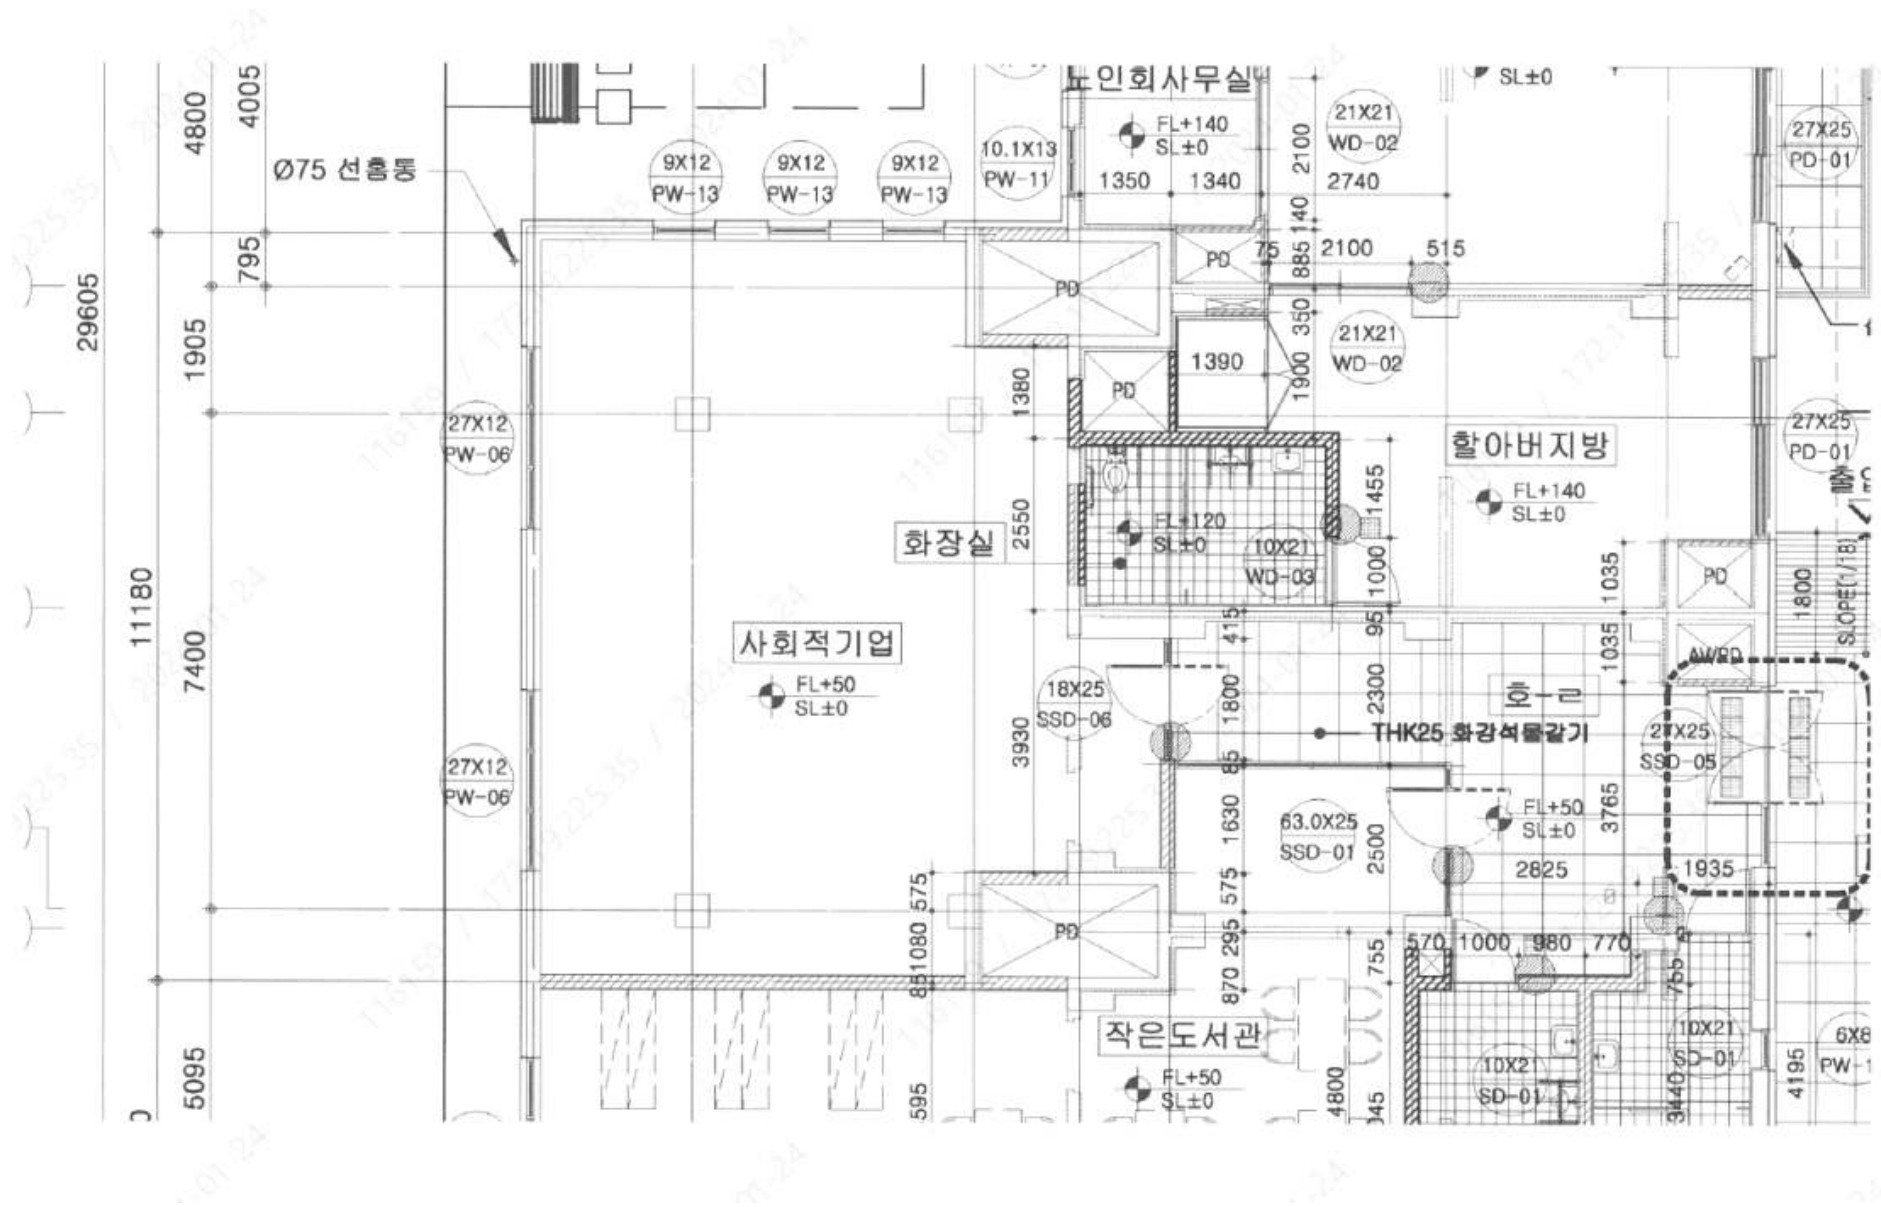 노인회사무실
FL+140
SL±0
SL±0
21X21
WD-02
27X25
PD-01
4800
4005
2100
Ø75 선홈통
9X12
PW-13
9X12
PW-13
9X12
PW-13
10.1X13
PW-11
1350
1340
2740
140
795
PD
PD
75
2100
515
885
29605
1905
350
21X21
WD-02
1390
1900
1380
PD
27X12
PW-06
할아버지방
FL+140
SL±0
27X25
PD-01
1455
2550
화장실
FL+120
SL±0
10X21
WD-03
1000
1035
PD
1800
SLOPE(1/18)
11180
7400
사회적기업
FL+50
SL±0
415
95
1035
AW/PD
18X25
SSD-06
1800
2300
호-ㄹ
THK25 화강석물갈기
27X25
SSD-05
3930
85
27X12
PW-06
63.0X25
SSD-01
1630
2500
FL+50
SL±0
3765
2825
1935
575
575
PD
1080
295
85
870
570
1000
980
770
755
755
작은도서관
FL+50
SL±0
10X21
SD-01
10X21
SD-01
PW-1
5095
595
4800
3440
4195